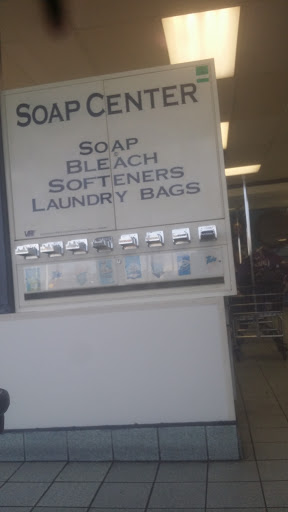 SOAP CENTER
SOAP
BLEACH
SOFTENERS
LAUNDRY BAGS